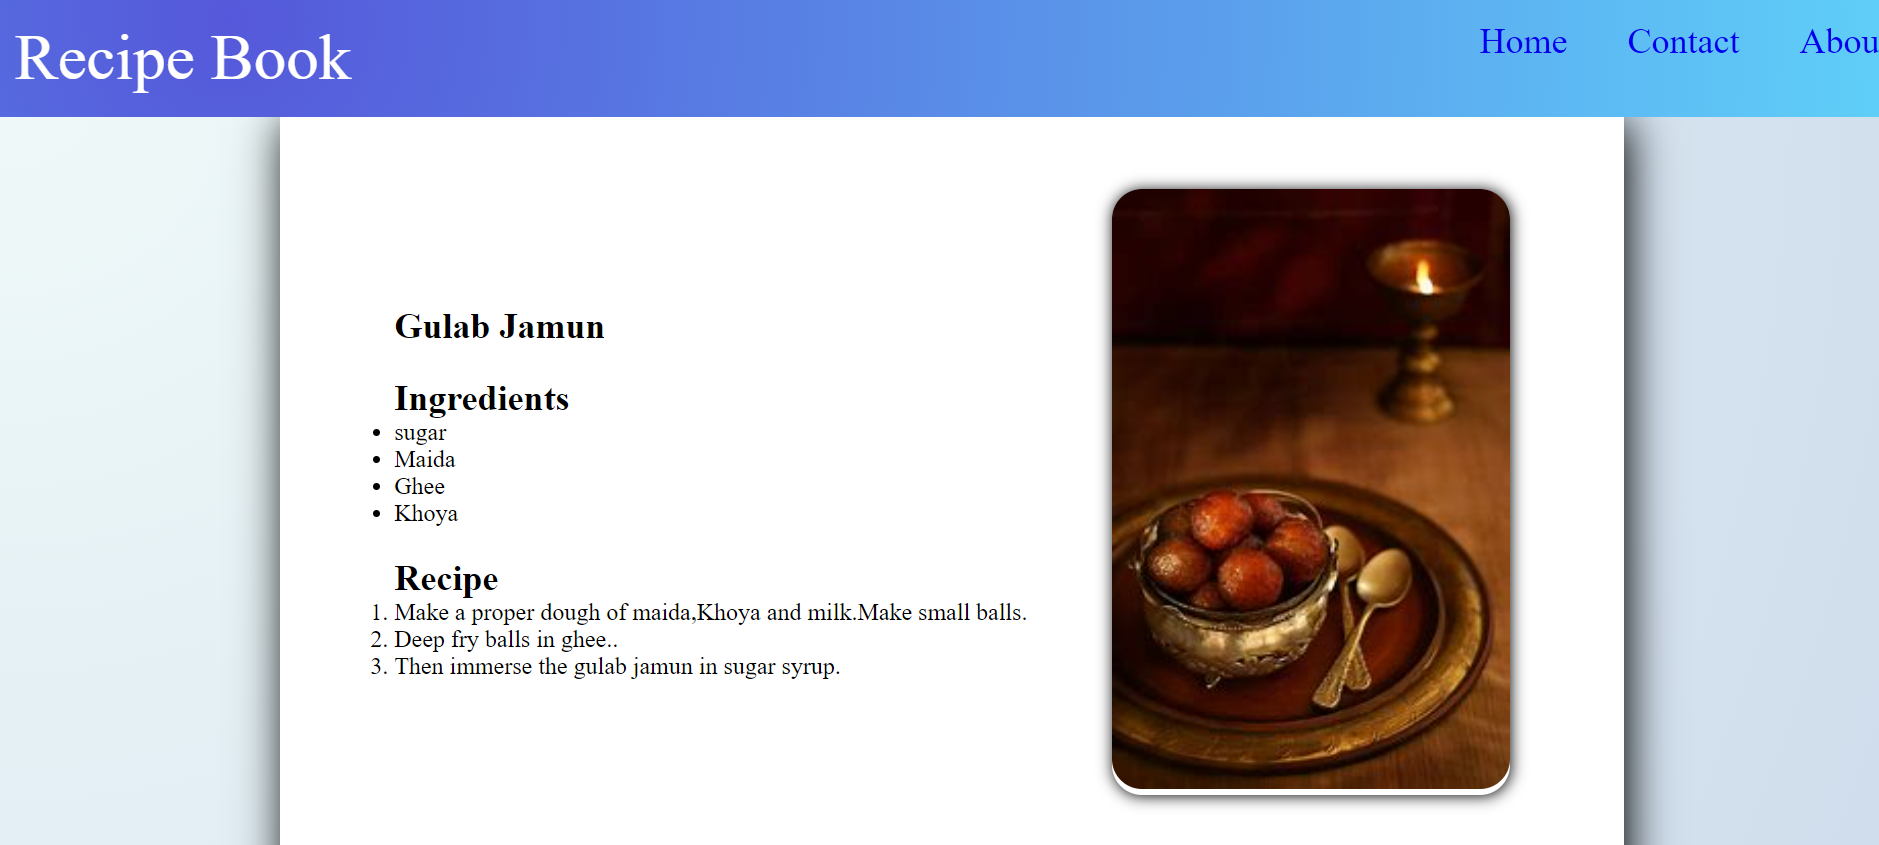 Recipe Book
Home Contact Abou
Gulab Jamun
Ingredients
• sugar
• Maida
• Ghee
• Khoya
Recipe
1. Make a proper dough of maida,Khoya and milk.Make small balls.
2. Deep fry balls in ghee..
3. Then immerse the gulab jamun in sugar syrup.